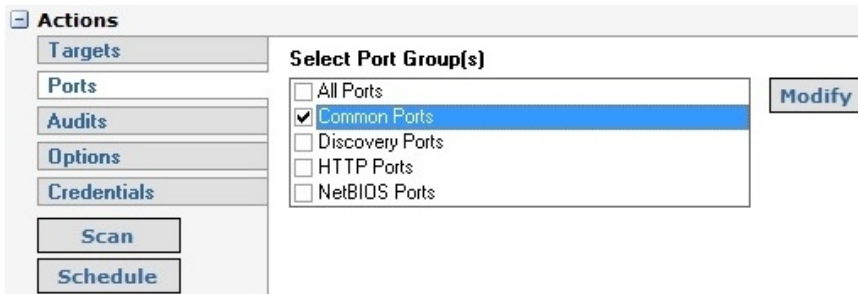 Actions
Targets
Ports
Audits
Options
Credentials
Scan
Schedule
Select Port Group(s)
All Ports
Common Ports
Discovery Ports
HTTP Ports
NetBIOS Ports
Modify